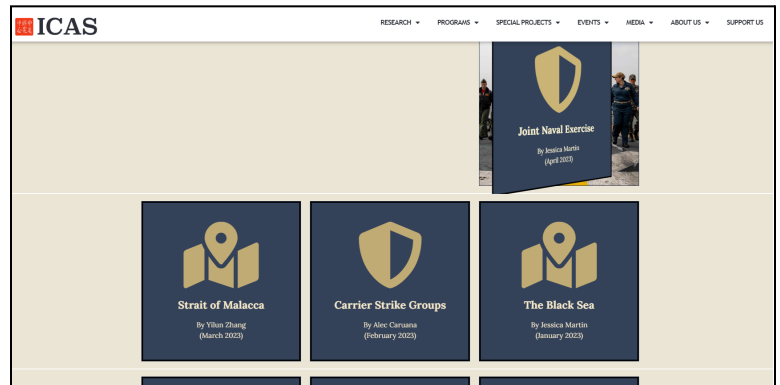 ICAS
RESEARCH PROGRAMS SPECIAL PROJECTS EVENTS MEDIA ABOUT US SUPPORT US
Joint Naval Exercise
By Jessica Martin
(April 2023)
Strait of Malacca
By Yilun Zhang
(March 2023)
Carrier Strike Groups
By Alec Caruana
(February 2023)
The Black Sea
By Jessica Martin
(January 2023)